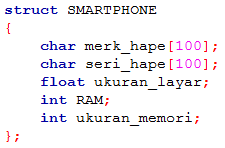 struct SMARTPHONE
{
    char merk_hape[100];
    char seri_hape[100];
    float ukuran_layar;
    int RAM;
    int ukuran_memori;
};